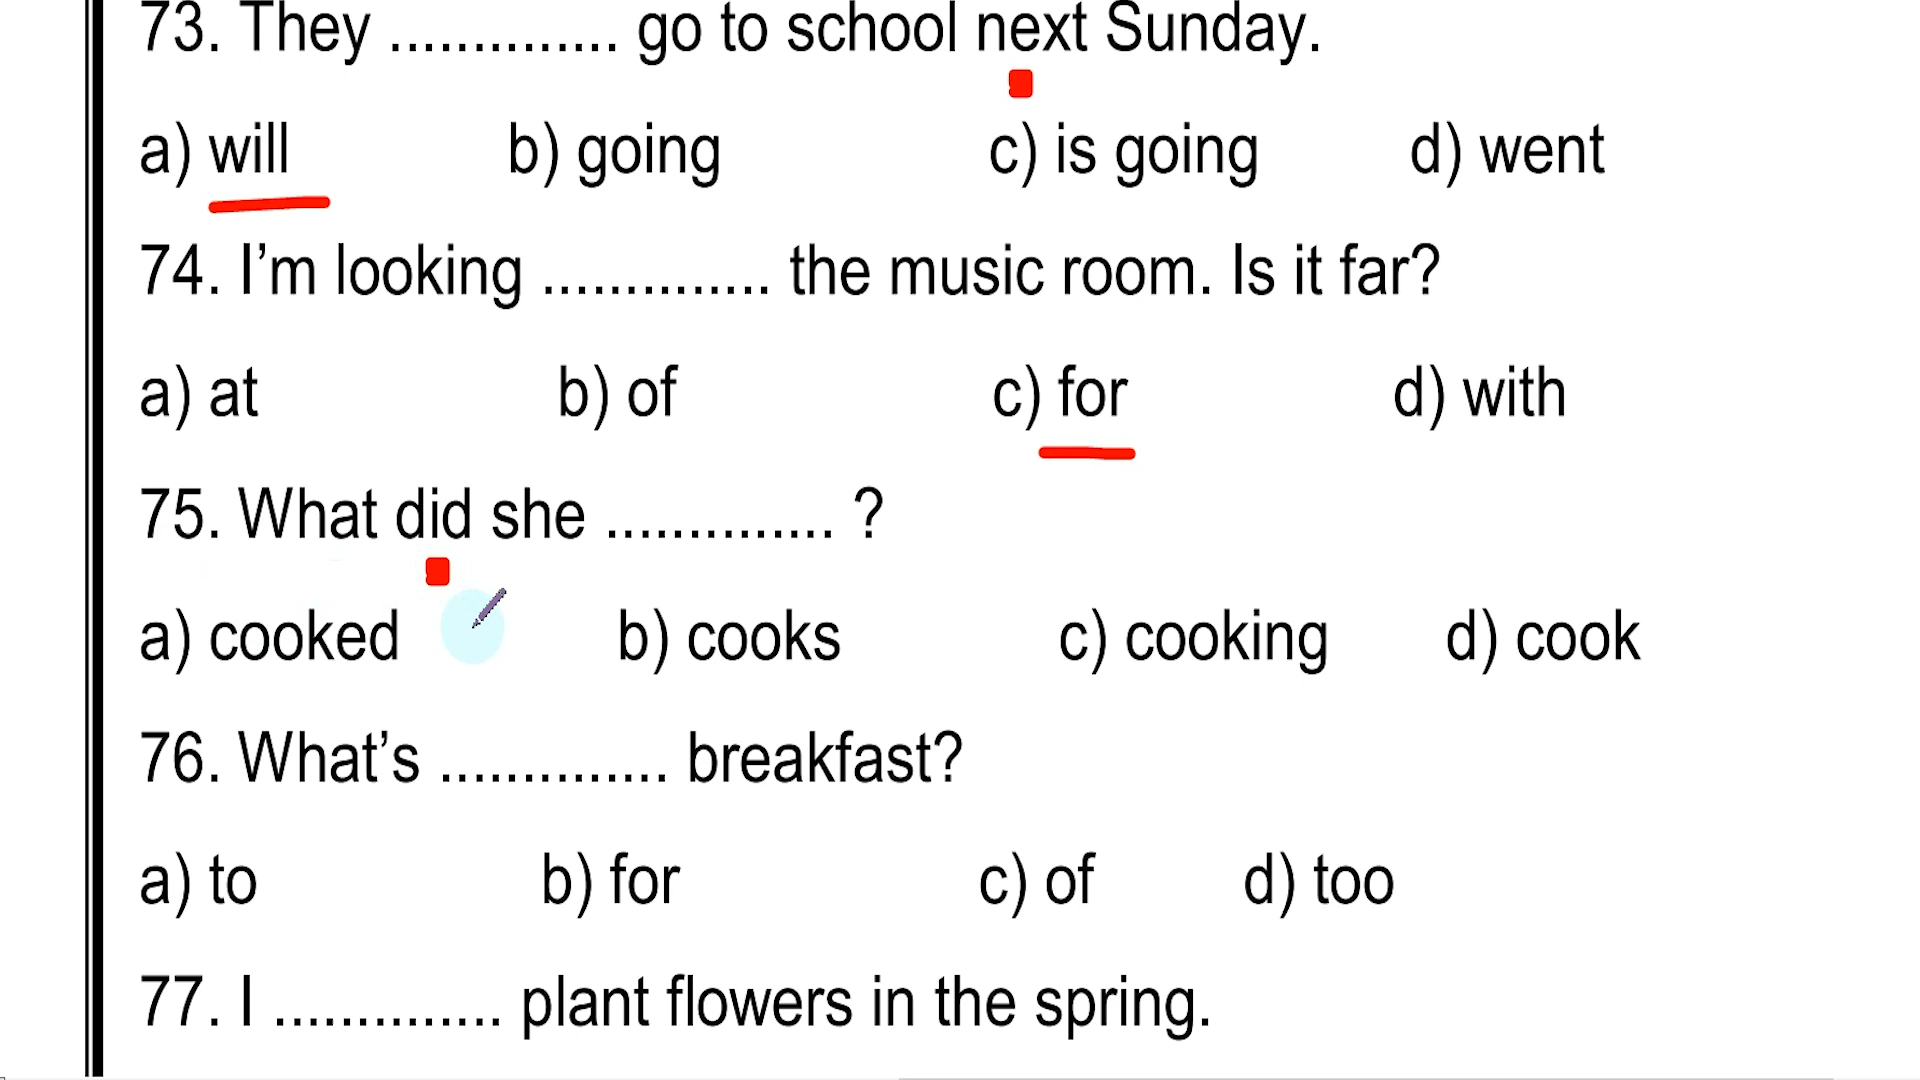 73. They .............. go to school next Sunday.
a) will b) going c) is going d) went
74. I’m looking .............. the music room. Is it far?
a) at b) of c) for d) with
75. What did she .............. ?
a) cooked b) cooks c) cooking d) cook
76. What’s .............. breakfast?
a) to b) for c) of d) too
77. I .............. plant flowers in the spring.